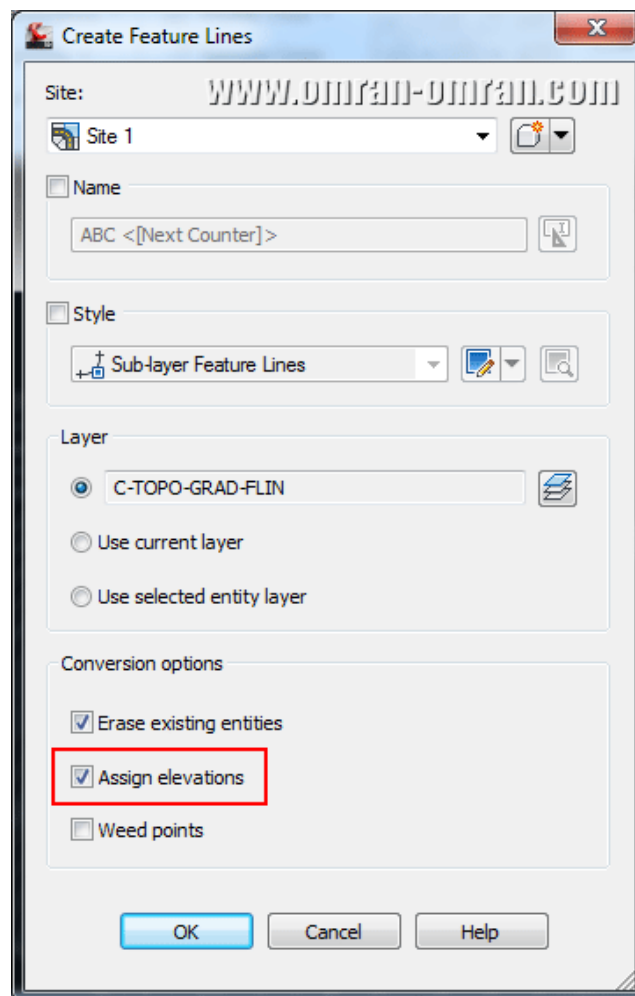 Create Feature Lines
Site:
www.omran-omran.com
Site 1
Name
ABC <[Next Counter]>
Style
Sub-layer Feature Lines
Layer
C-TOPO-GRAD-FLIN
Use current layer
Use selected entity layer
Conversion options
Erase existing entities
Assign elevations
Weed points
OK
Cancel
Help